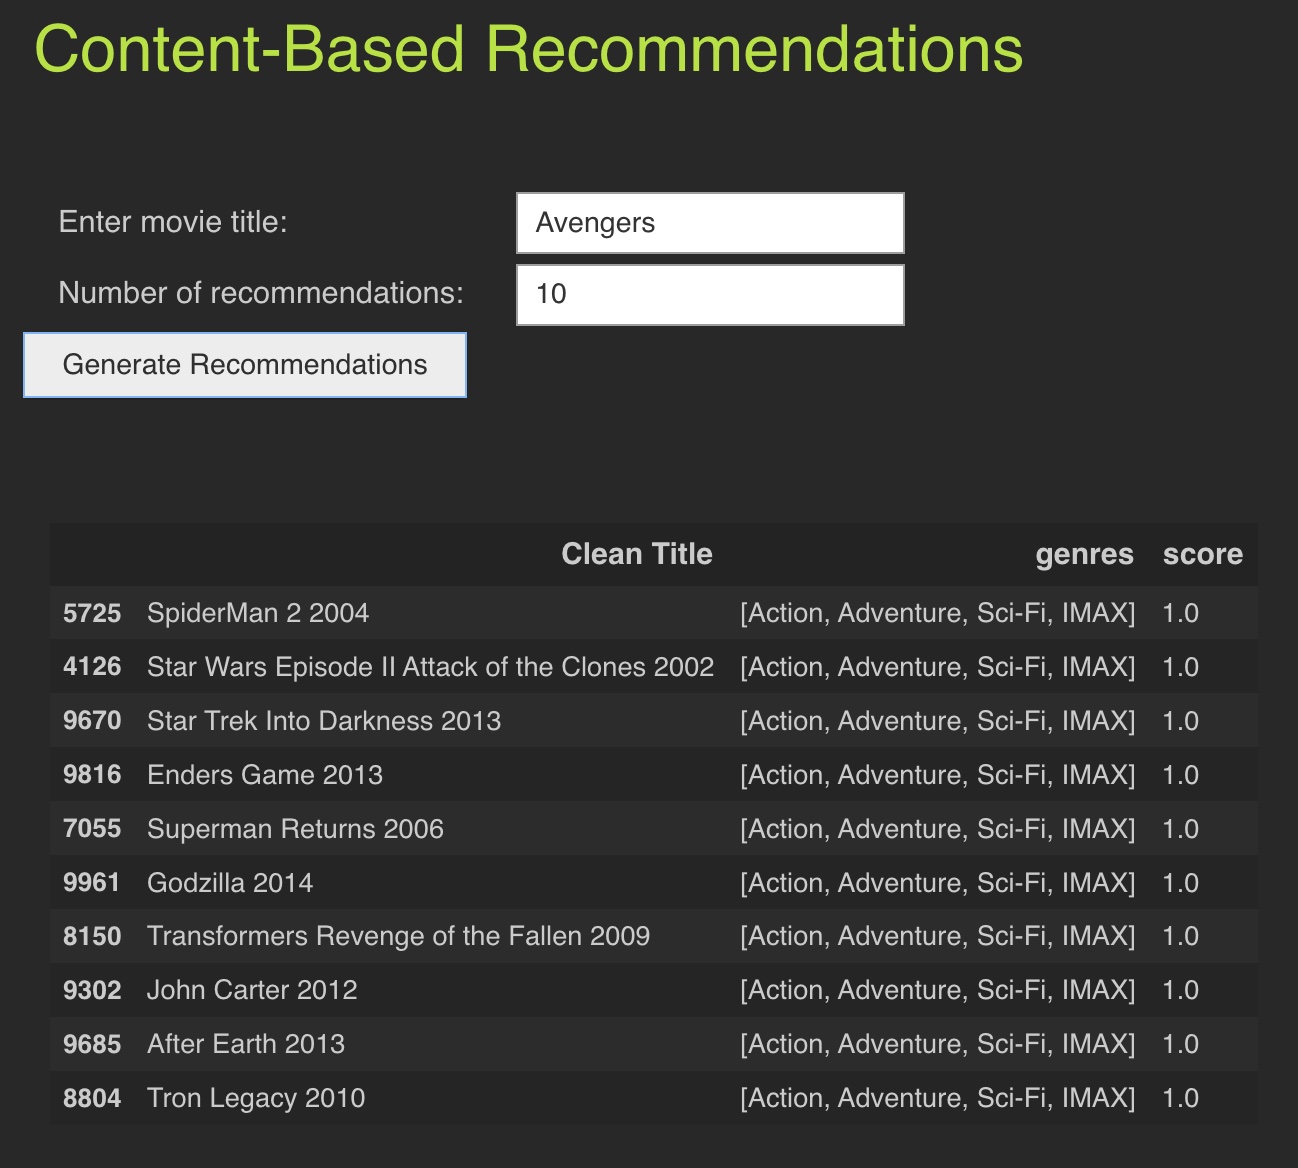 Content-Based Recommendations
Enter movie title: Avengers
Number of recommendations: 10
Generate Recommendations
Clean Title genres score
5725 SpiderMan 2 2004 [Action, Adventure, Sci-Fi, IMAX] 1.0
4126 Star Wars Episode II Attack of the Clones 2002 [Action, Adventure, Sci-Fi, IMAX] 1.0
9670 Star Trek Into Darkness 2013 [Action, Adventure, Sci-Fi, IMAX] 1.0
9816 Enders Game 2013 [Action, Adventure, Sci-Fi, IMAX] 1.0
7055 Superman Returns 2006 [Action, Adventure, Sci-Fi, IMAX] 1.0
9961 Godzilla 2014 [Action, Adventure, Sci-Fi, IMAX] 1.0
8150 Transformers Revenge of the Fallen 2009 [Action, Adventure, Sci-Fi, IMAX] 1.0
9302 John Carter 2012 [Action, Adventure, Sci-Fi, IMAX] 1.0
9685 After Earth 2013 [Action, Adventure, Sci-Fi, IMAX] 1.0
8804 Tron Legacy 2010 [Action, Adventure, Sci-Fi, IMAX] 1.0